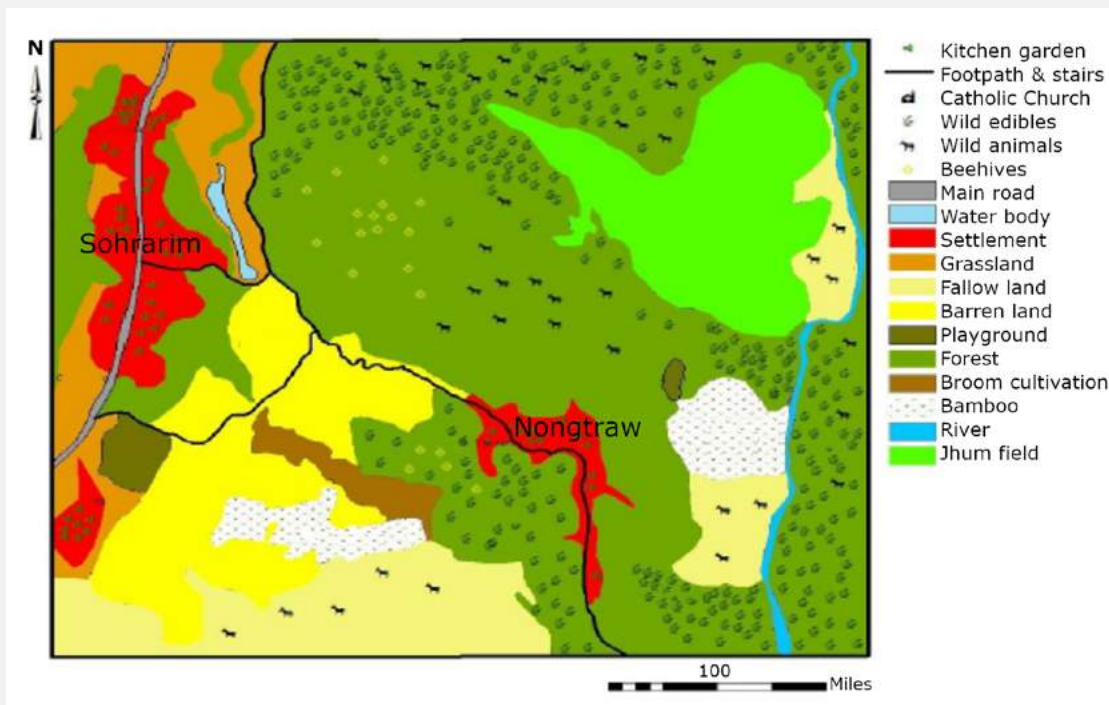 N
Sohrarim
Nongtraw
Kitchen garden
Footpath & stairs
Catholic Church
Wild edibles
Wild animals
Beehives
Main road
Water body
Settlement
Grassland
Fallow land
Barren land
Playground
Forest
Broom cultivation
Bamboo
River
Jhum field
100
Miles